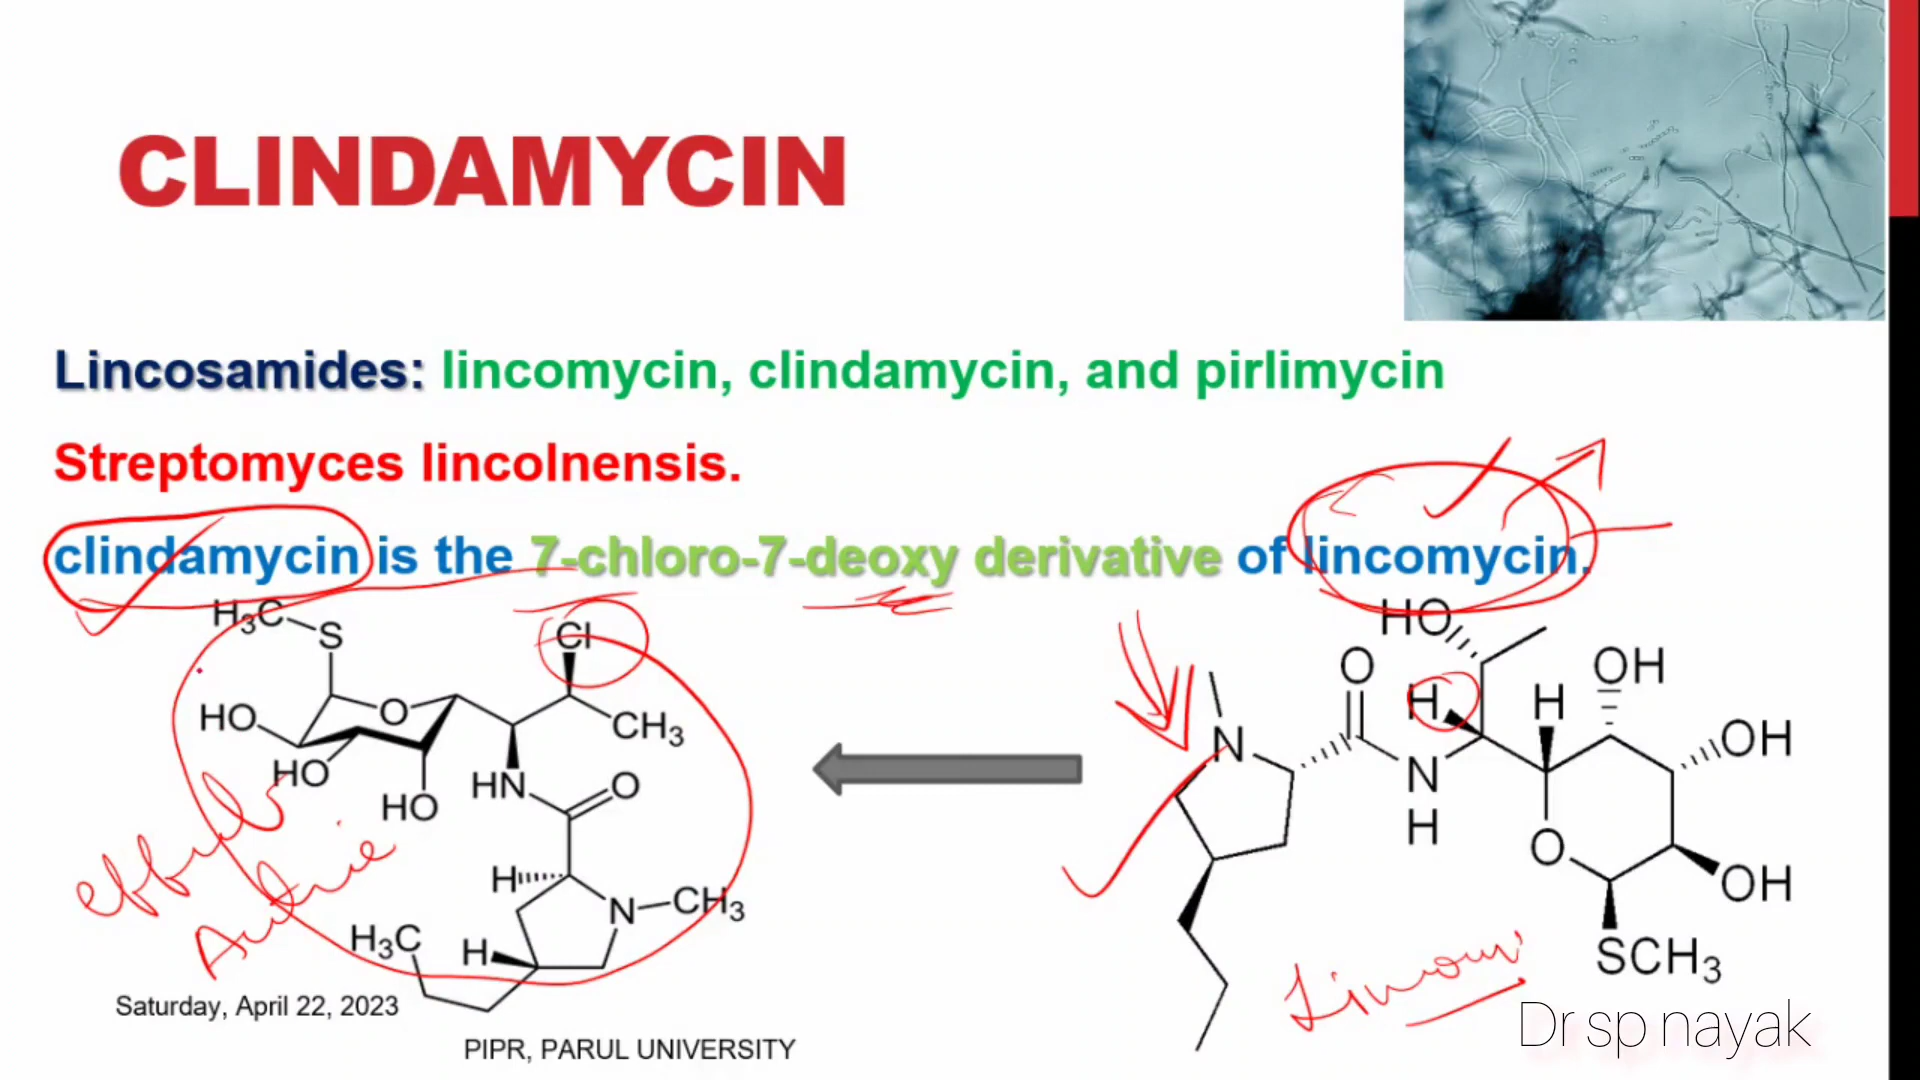 CLINDAMYCIN
Lincosamides: lincomycin, clindamycin, and pirlimycin
Streptomyces lincolnensis.
clindamycin is the 7-chloro-7-deoxy derivative of lincomycin.
H₃C
S
Cl
HO
O
CH₃
HO
HO
HN
O
H
N
CH₃
H₃C
H
HO
O
H
H
OH
N
N
H
OH
O
OH
SCH₃
Saturday, April 22, 2023
PIPR, PARUL UNIVERSITY
Dr sp nayak